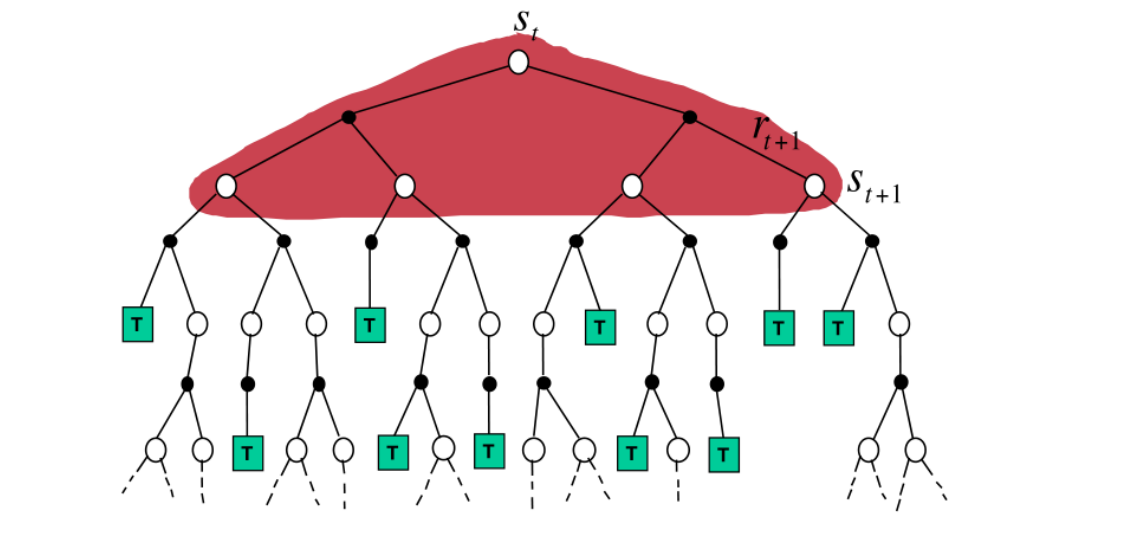 s_t
r_{t+1}
s_{t+1}
T T T T T
T T T T T